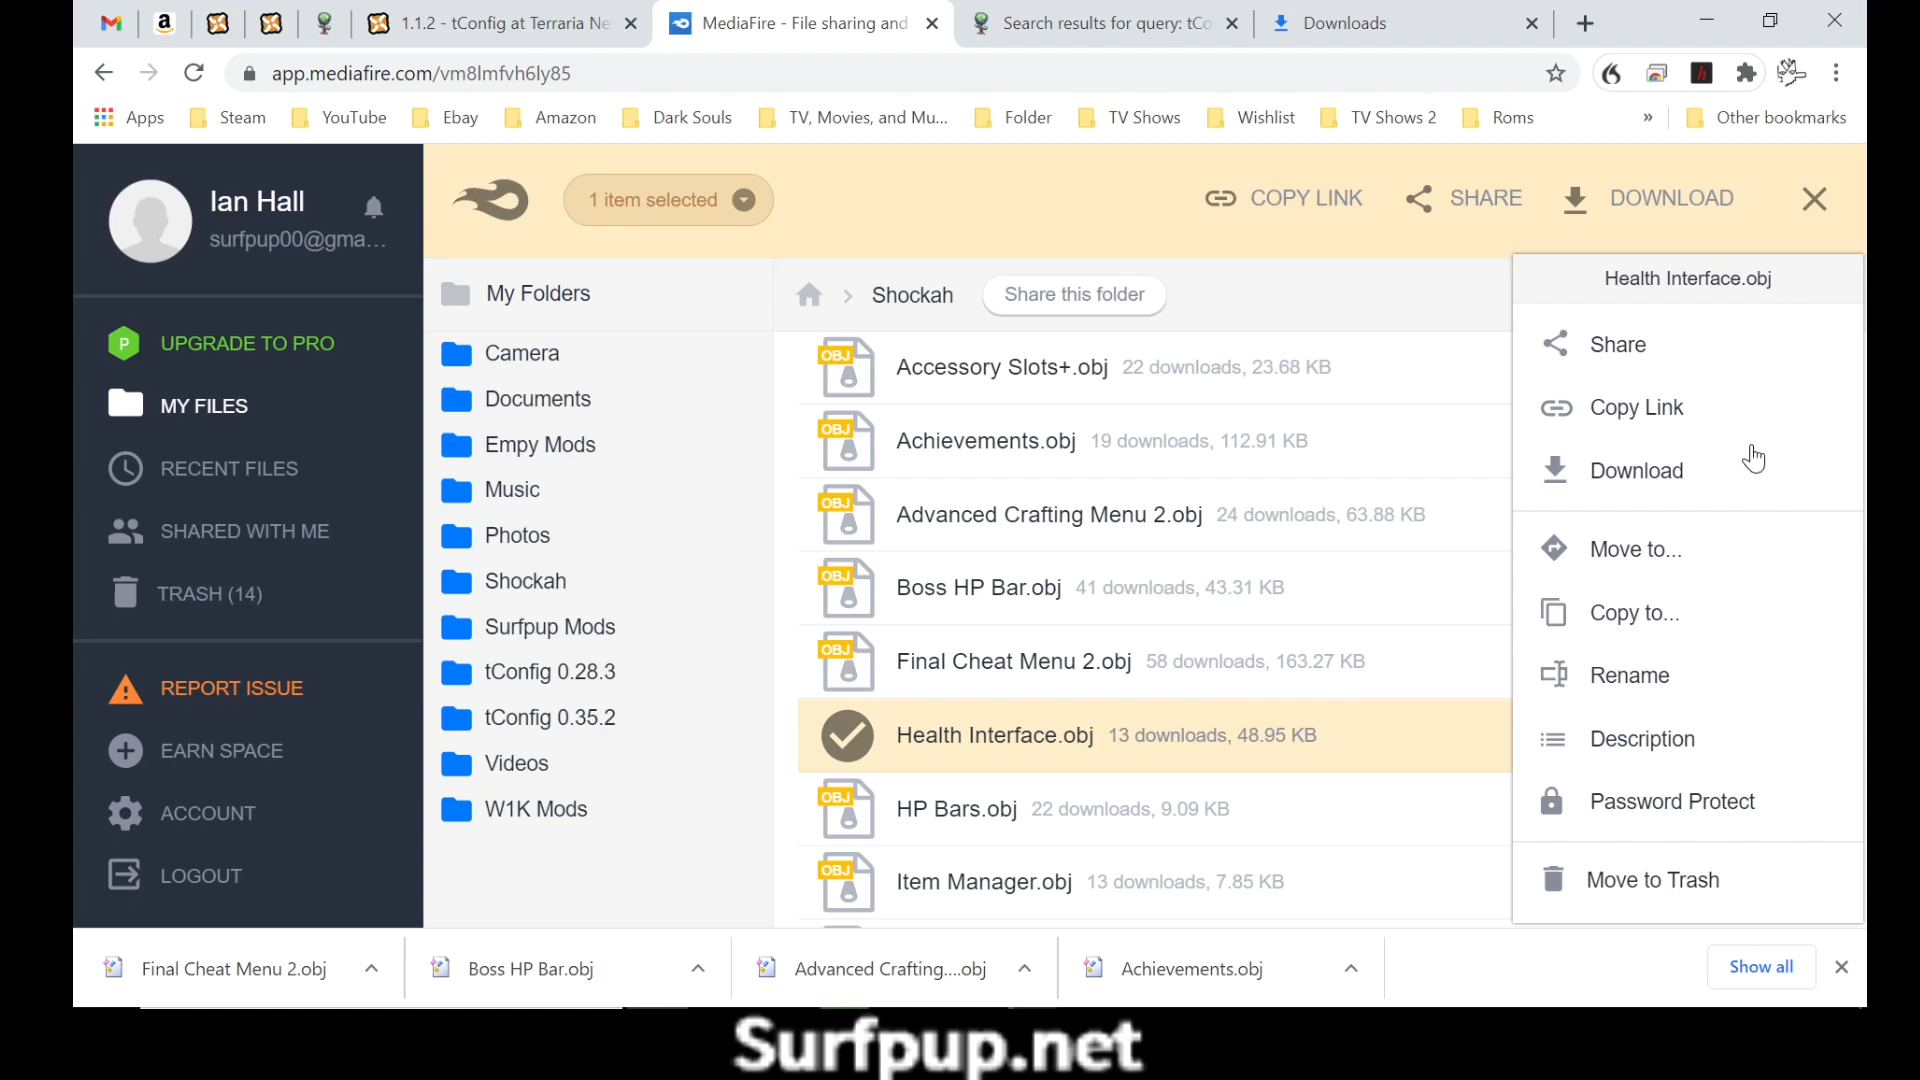 1.1.2 - tConfig at Terraria Ne
MediaFire - File sharing and
Search results for query: tCo
Downloads
app.mediafire.com/vm8lmfvh6ly85
Apps
Steam
YouTube
Ebay
Amazon
Dark Souls
TV, Movies, and Mu...
Folder
TV Shows
Wishlist
TV Shows 2
Roms
»
Other bookmarks
Ian Hall
surfpup00@gma...
UPGRADE TO PRO
MY FILES
RECENT FILES
SHARED WITH ME
TRASH (14)
REPORT ISSUE
EARN SPACE
ACCOUNT
LOGOUT
1 item selected
COPY LINK
SHARE
DOWNLOAD
My Folders
Camera
Documents
Empy Mods
Music
Photos
Shockah
Surfpup Mods
tConfig 0.28.3
tConfig 0.35.2
Videos
W1K Mods
Shockah
Share this folder
OBJ Accessory Slots+.obj 22 downloads, 23.68 KB
OBJ Achievements.obj 19 downloads, 112.91 KB
OBJ Advanced Crafting Menu 2.obj 24 downloads, 63.88 KB
OBJ Boss HP Bar.obj 41 downloads, 43.31 KB
OBJ Final Cheat Menu 2.obj 58 downloads, 163.27 KB
Health Interface.obj 13 downloads, 48.95 KB
OBJ HP Bars.obj 22 downloads, 9.09 KB
OBJ Item Manager.obj 13 downloads, 7.85 KB
Health Interface.obj
Share
Copy Link
Download
Move to...
Copy to...
Rename
Description
Password Protect
Move to Trash
Final Cheat Menu 2.obj
Boss HP Bar.obj
Advanced Crafting....obj
Achievements.obj
Show all
Surfpup.net